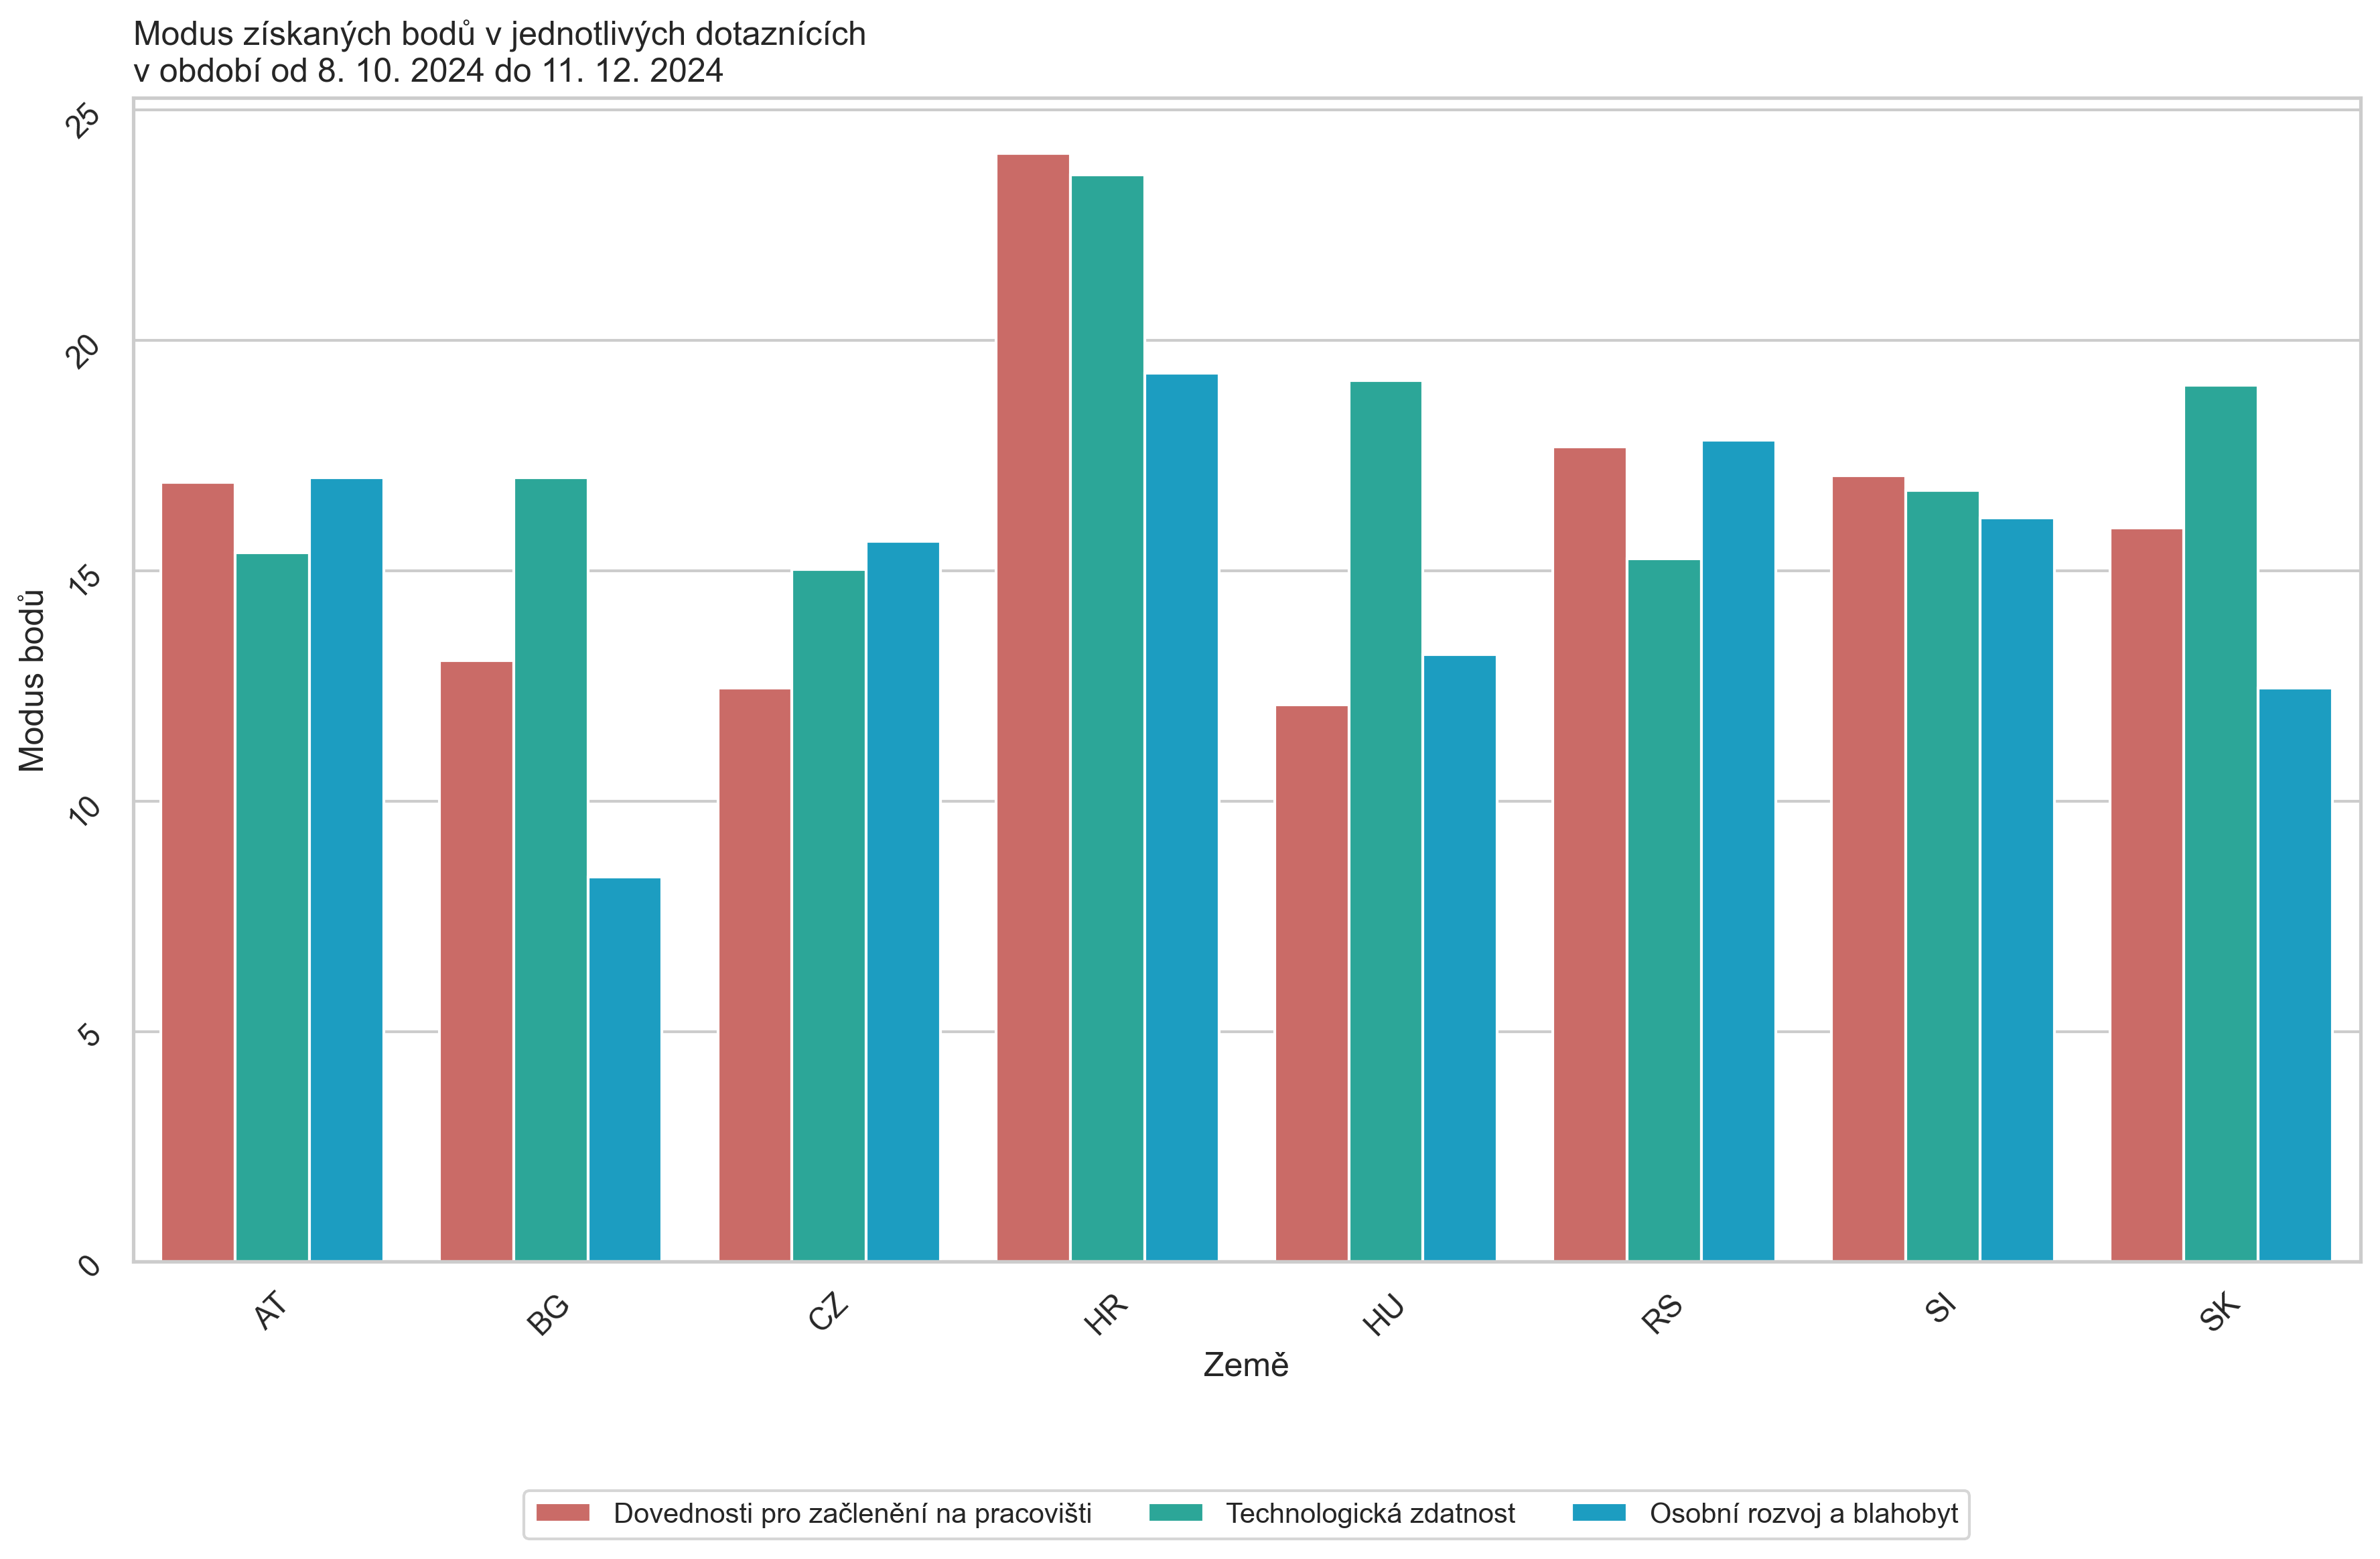 Modus získaných bodů v jednotlivých dotaznících
v období od 8. 10. 2024 do 11. 12. 2024
Modus bodů
25
20
15
10
5
0
AT
BG
CZ
HR
HU
RS
SI
SK
Země
Dovednosti pro začlenění na pracovišti
Technologická zdatnost
Osobní rozvoj a blahobyt